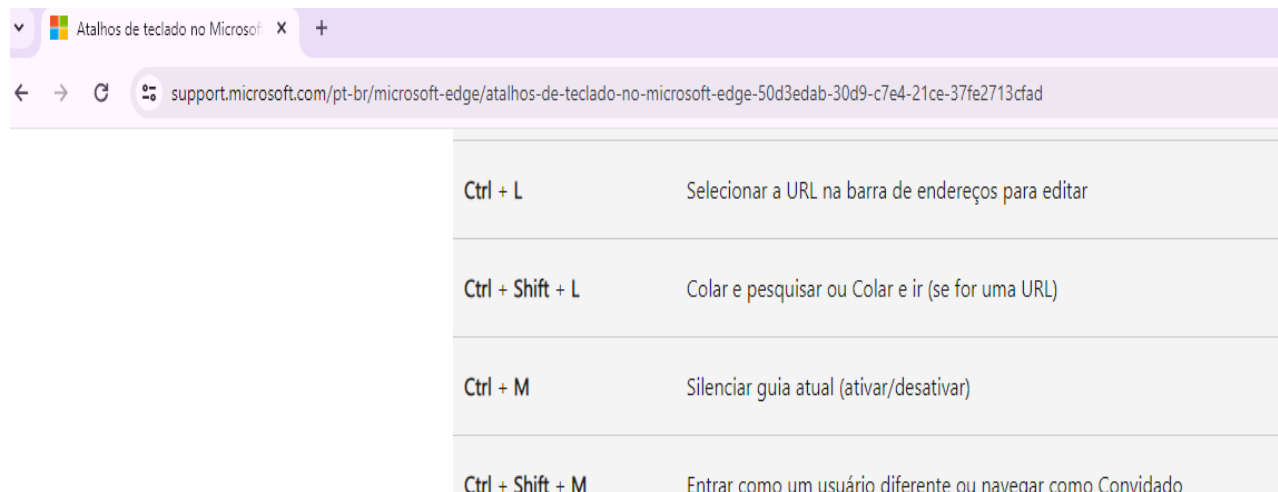 Atalhos de teclado no Microsof
support.microsoft.com/pt-br/microsoft-edge/atalhos-de-teclado-no-microsoft-edge-50d3edab-30d9-c7e4-21ce-37fe2713cfad
Ctrl + L Selecionar a URL na barra de endereços para editar
Ctrl + Shift + L Colar e pesquisar ou Colar e ir (se for uma URL)
Ctrl + M Silenciar guia atual (ativar/desativar)
Ctrl + Shift + M Entrar como um usuário diferente ou navegar como Convidado